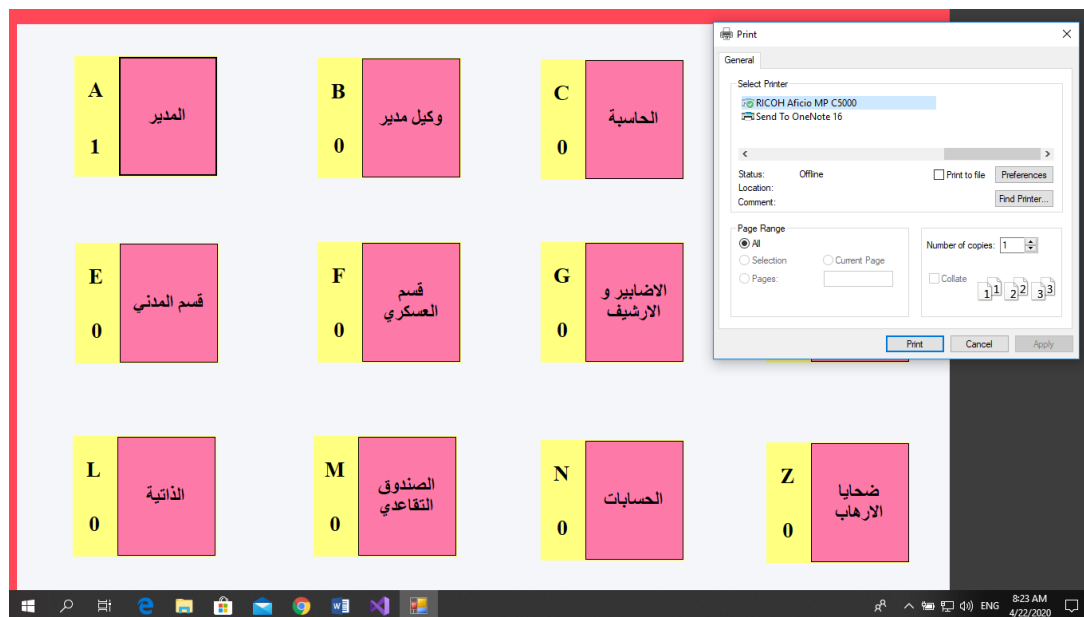 A
1
المدير
B
0
وكيل مدير
C
0
الحاسبة
E
0
قسم المدني
F
0
قسم
العسكري
G
0
الاضابير و
الارشيف
L
0
الذاتية
M
0
الصندوق
التقاعدي
N
0
الحسابات
Z
0
ضحايا
الارهاب
Print
General
Select Printer
RICOH Aficio MP C5000
Send To OneNote 16
Status: Offline
Print to file
Preferences
Location:
Comment:
Find Printer...
Page Range
All
Selection
Current Page
Pages:
Number of copies: 1
Collate
1 1 2 2 3 3
Print
Cancel
Apply
ENG
8:23 AM
4/22/2020